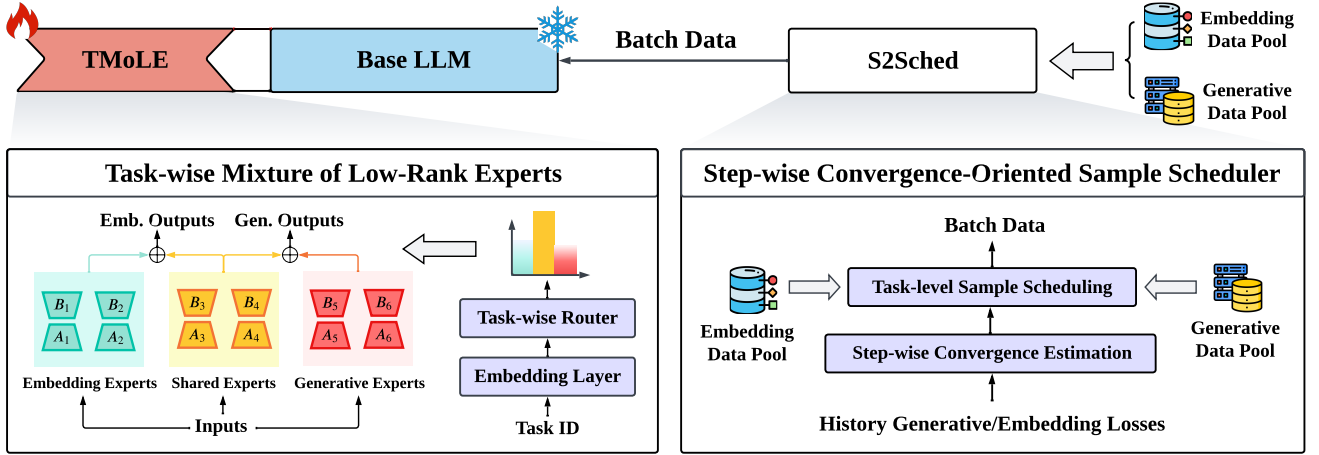 TMoLE
Base LLM
Batch Data
S2Sched
Embedding
Data Pool
Generative
Data Pool
Task-wise Mixture of Low-Rank Experts
Emb. Outputs
Gen. Outputs
B1
B2
B3
B4
B5
B6
A1
A2
A3
A4
A5
A6
Embedding Experts
Shared Experts
Generative Experts
Inputs
Task-wise Router
Embedding Layer
Task ID
Step-wise Convergence-Oriented Sample Scheduler
Batch Data
Task-level Sample Scheduling
Embedding
Data Pool
Generative
Data Pool
Step-wise Convergence Estimation
History Generative/Embedding Losses